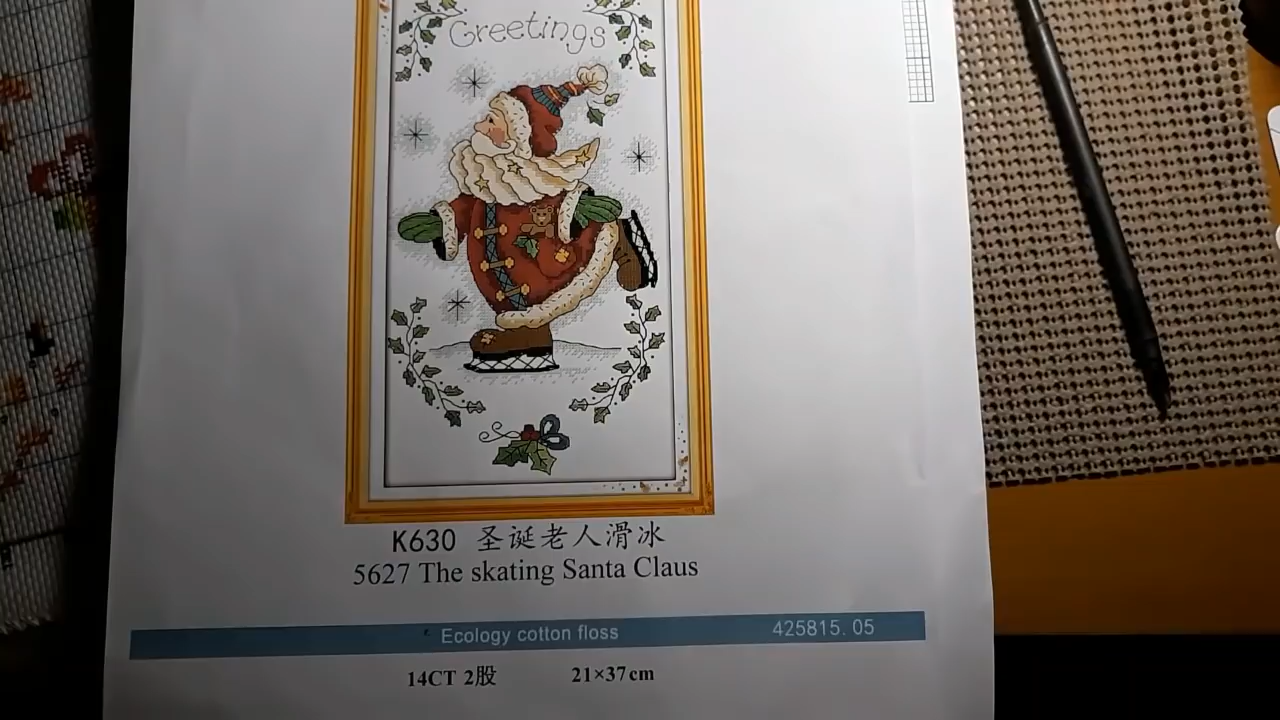 Greetings
K630 圣诞老人滑冰
5627 The skating Santa Claus
Ecology cotton floss 425815.05
14CT 2股 21×37cm